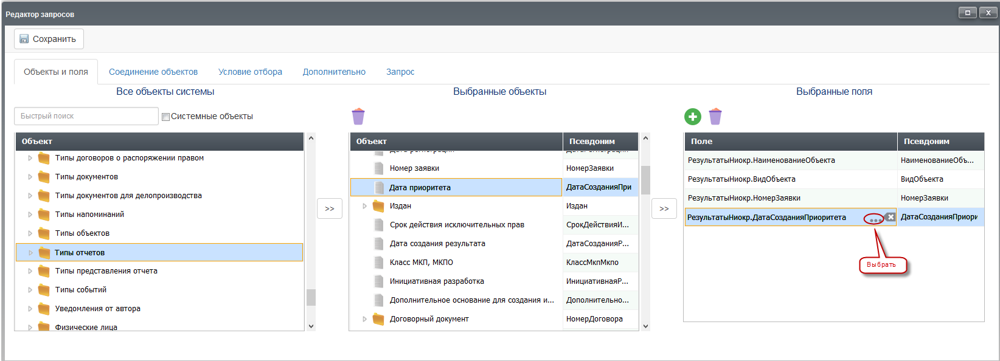 Редактор запросов
X
Сохранить
Объекты и поля
Соединение объектов
Условие отбора
Дополнительно
Запрос
Все объекты системы
Выбранные объекты
Выбранные поля
Быстрый поиск
Системные объекты
Объект
Типы договоров о распоряжении правом
Типы документов
Типы документов для делопроизводства
Типы напоминаний
Типы объектов
Типы отчетов
Типы представления отчета
Типы событий
Уведомления от автора
Физические лица
>>
Объект Псевдоним
Номер заявки НомерЗаявки
Дата приоритета ДатаСозданияПри
Издан Издан
Срок действия исключительных прав СрокДействияИ...
Дата создания результата ДатаСозданияР...
Класс МКП, МКПО КлассМкпМкпо
Инициативная разработка ИнициативнаяР...
Дополнительное основание для создания и... Дополнительно...
Договорный документ НомерДоговора
>>
Поле Псевдоним
РезультатыНиокр.НаименованиеОбъекта НаименованиеОбъ...
РезультатыНиокр.ВидОбъекта ВидОбъекта
РезультатыНиокр.НомерЗаявки НомерЗаявки
РезультатыНиокр.ДатаСозданияПриоритета ДатаСозданияПриори
Выбрать